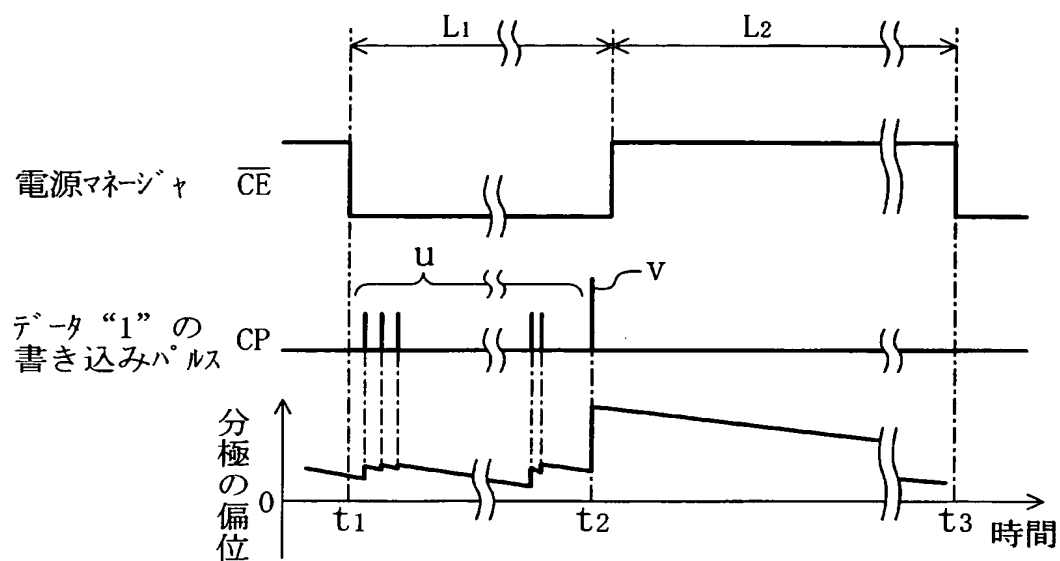 L1
L2
電源マネージャ
C̅E̅
u
v
データ “1” の
書き込みパルス
CP
分極の偏位
0
t1
t2
t3
時間